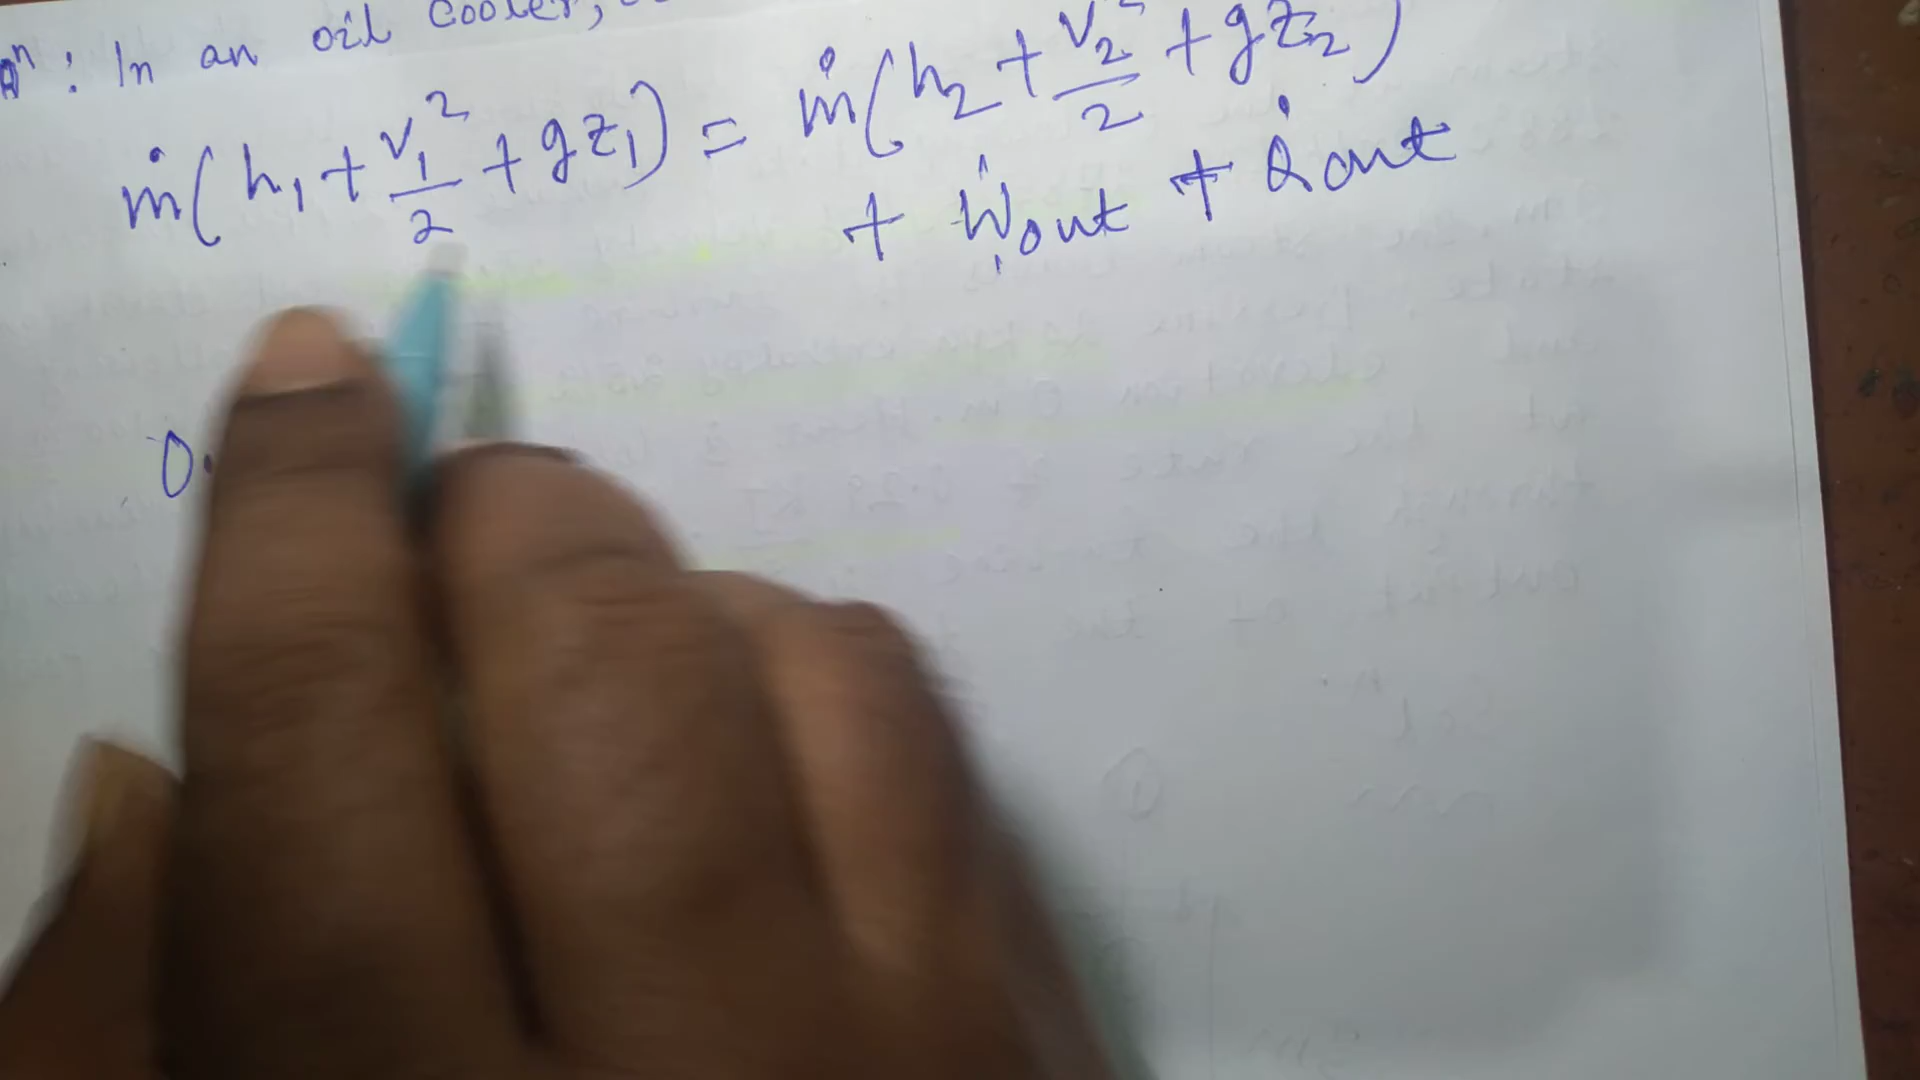 : In an oil cooler,
ṁ(h₁ + V₁²/2 + gz₁) = ṁ(h₂ + V₂²/2 + gz₂)
+ Ẇout + Q̇out
0.